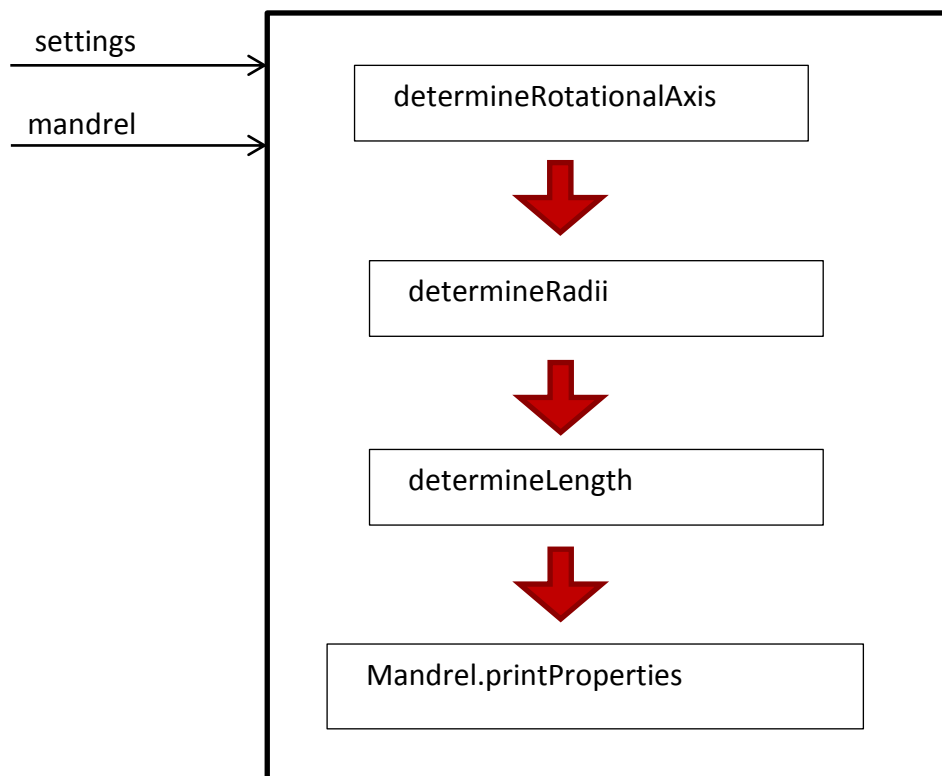 settings
mandrel
determineRotationalAxis
determineRadii
determineLength
Mandrel.printProperties